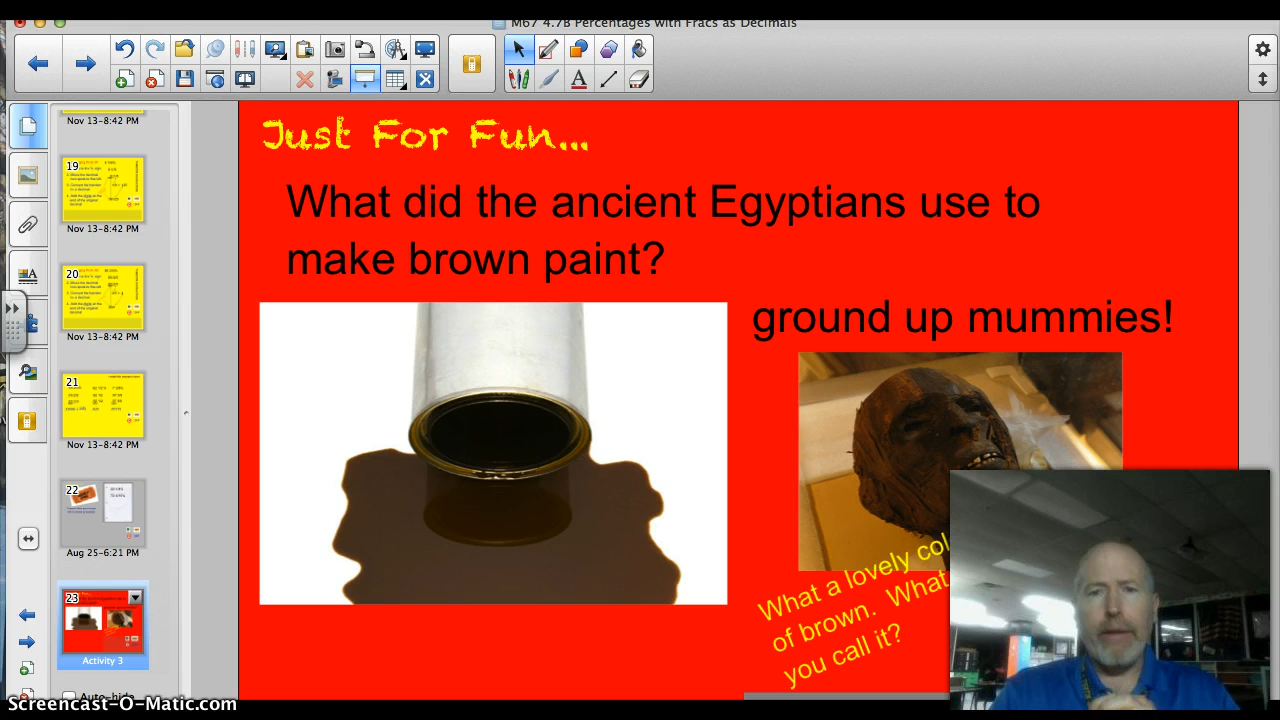 M67 4.7B Percentages with Fracs as Decimals
Nov 13-8:42 PM
19
Nov 13-8:42 PM
20
Nov 13-8:42 PM
21
Nov 13-8:42 PM
22
Aug 25-6:21 PM
23
Activity 3
Auto-hide
Just For Fun...
What did the ancient Egyptians use to
make brown paint?
ground up mummies!
What a lovely col
of brown. What
you call it?
Screencast-O-Matic.com